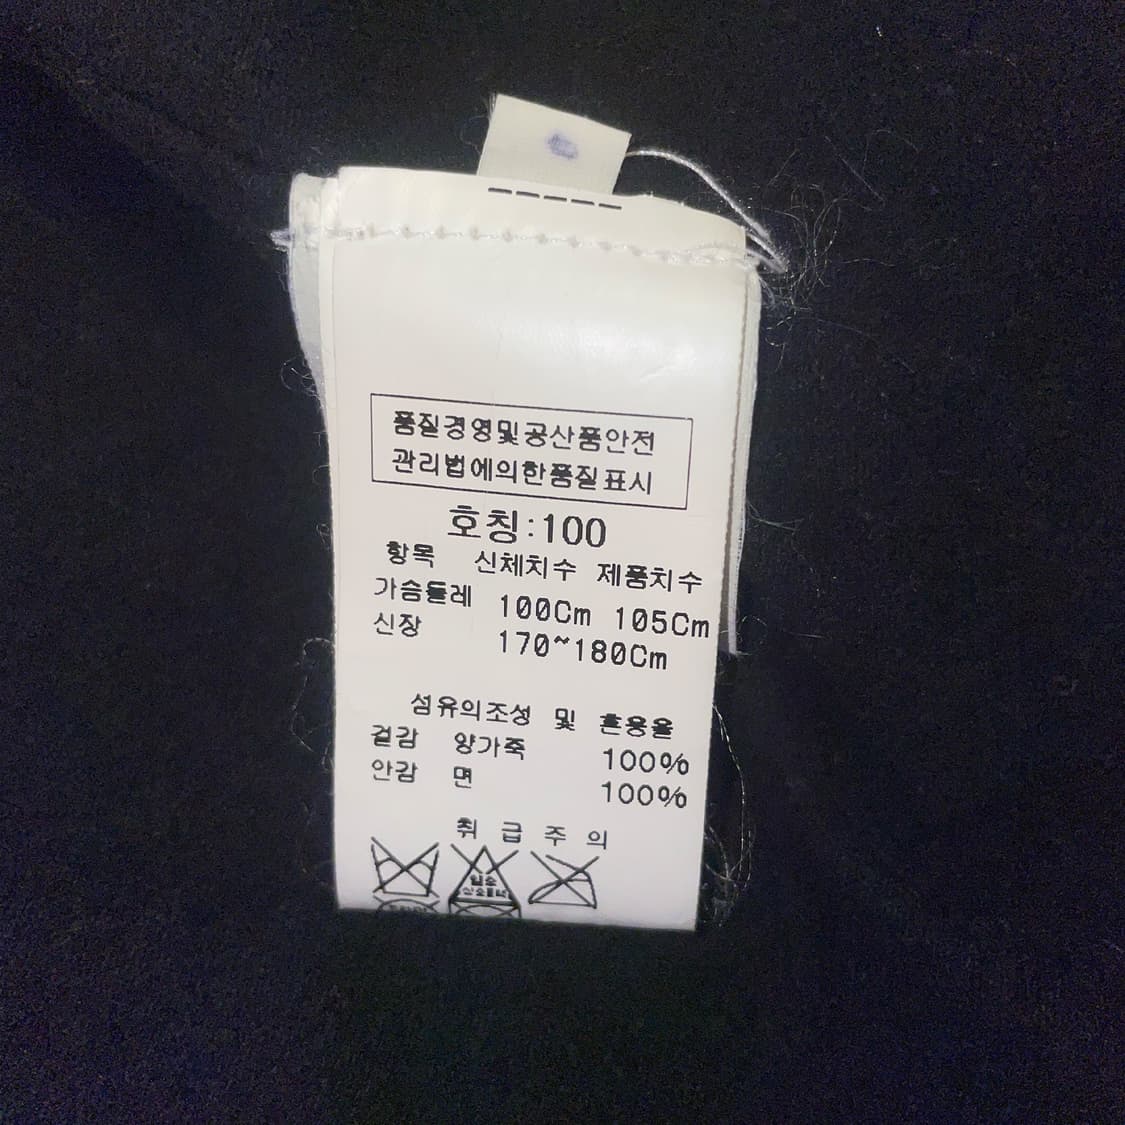 품질경영및공산품안전
관리법에의한품질표시
호칭:100
항목 신체치수 제품치수
가슴둘레 100Cm 105Cm
신장 170~180Cm
섬유의조성 및 혼용율
겉감 양가죽 100%
안감 면 100%
취급주의